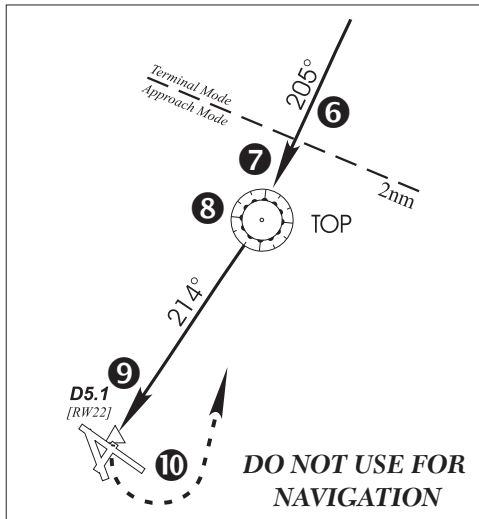 205°
Terminal Mode
Approach Mode
6
7
2nm
8
TOP
214°
9
D5.1
[RW22]
10
DO NOT USE FOR
NAVIGATION